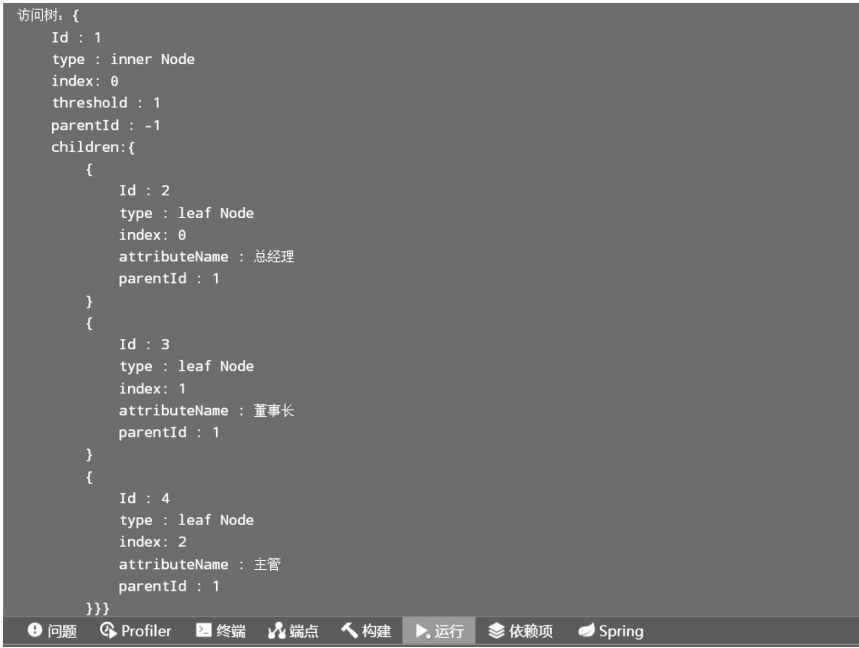 访问树：{
Id : 1
type : inner Node
index: 0
threshold : 1
parentId : -1
children:{
{
Id : 2
type : leaf Node
index: 0
attributeName : 总经理
parentId : 1
}
{
Id : 3
type : leaf Node
index: 1
attributeName : 董事长
parentId : 1
}
{
Id : 4
type : leaf Node
index: 2
attributeName : 主管
parentId : 1
}}}
问题 Profiler 终端 端点 构建 运行 依赖项 Spring